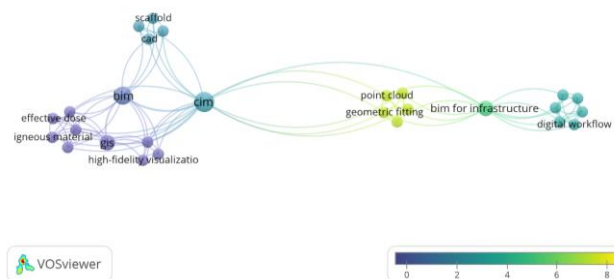 scaffold
cad
bim
cim
point cloud
effective dose
geometric fitting
bim for infrastructure
digital workflow
igneous material
gis
high-fidelity visualizatio
VOSviewer
0 2 4 6 8